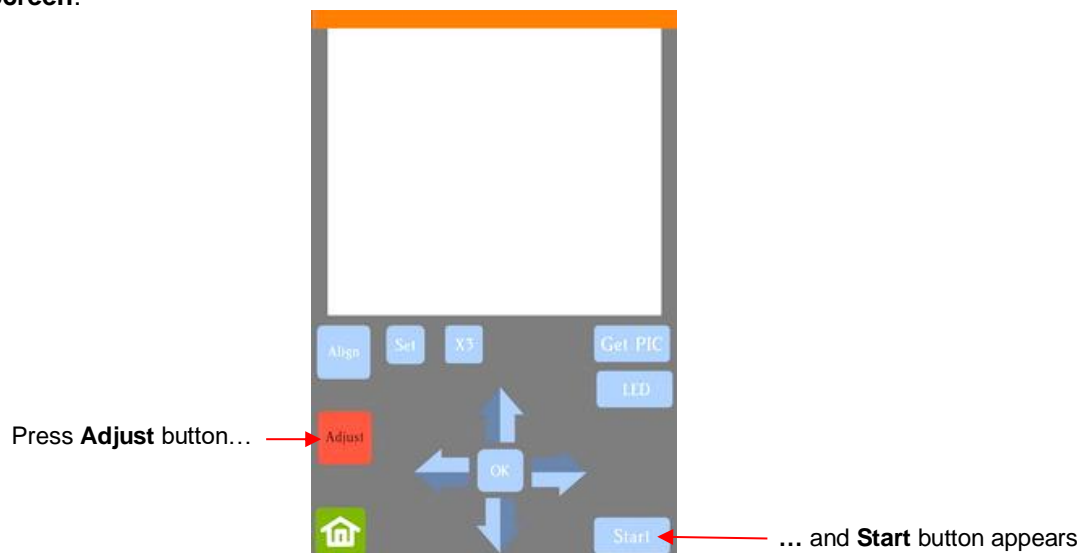 screen.
Align
Set
X3
Get PIC
LED
Press Adjust button…
Adjust
OK
Start
… and Start button appears